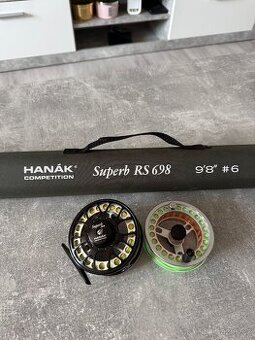 HANÁK®
COMPETITION
Superb RS 698
9'8" #6